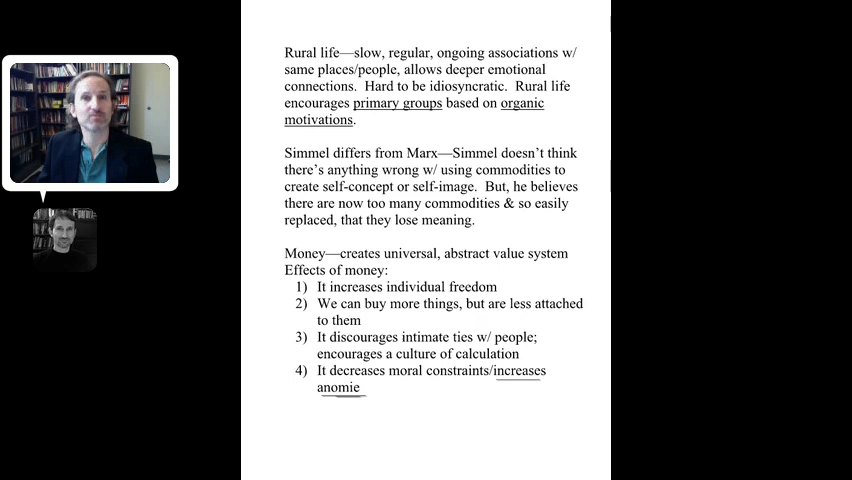 Rural life—slow, regular, ongoing associations w/
same places/people, allows deeper emotional
connections.  Hard to be idiosyncratic.  Rural life
encourages primary groups based on organic
motivations.
Simmel differs from Marx—Simmel doesn't think
there's anything wrong w/ using commodities to
create self-concept or self-image.  But, he believes
there are now too many commodities & so easily
replaced, that they lose meaning.
Money—creates universal, abstract value system
Effects of money:
1) It increases individual freedom
2) We can buy more things, but are less attached
to them
3) It discourages intimate ties w/ people;
encourages a culture of calculation
4) It decreases moral constraints/increases
anomie